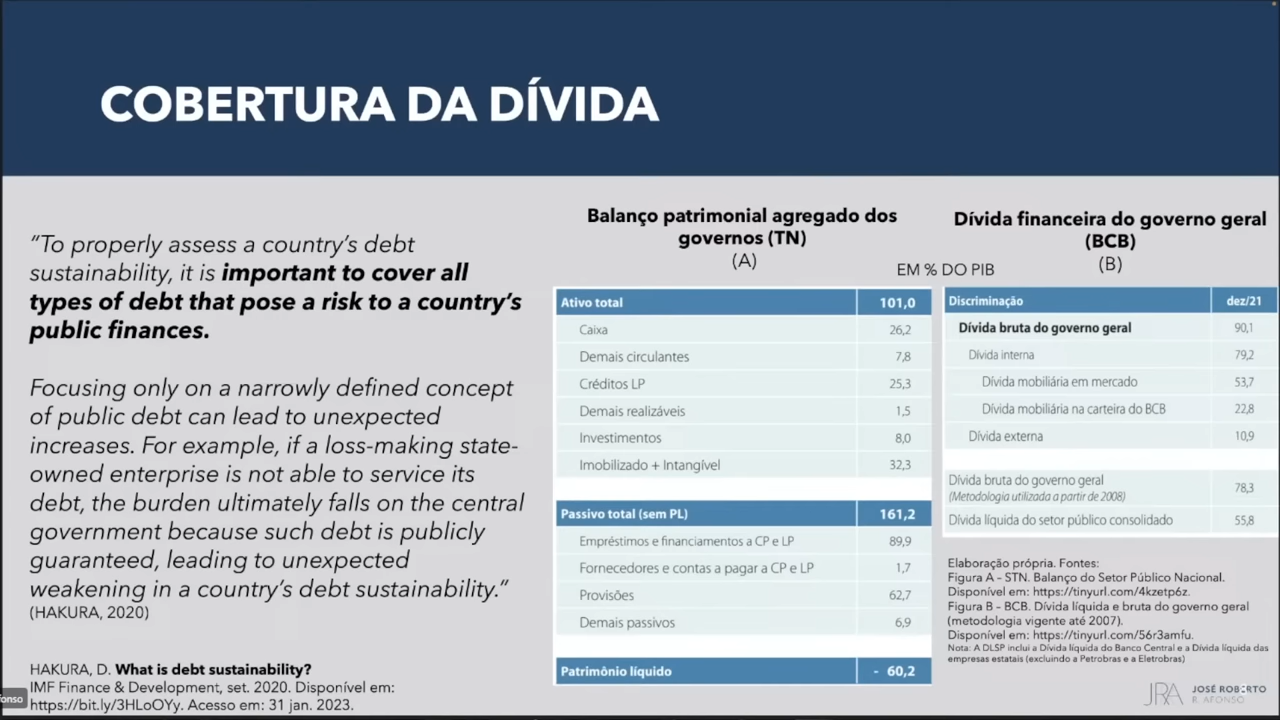 COBERTURA DA DÍVIDA
“To properly assess a country’s debt
sustainability, it is important to cover all
types of debt that pose a risk to a country’s
public finances.
Focusing only on a narrowly defined concept
of public debt can lead to unexpected
increases. For example, if a loss-making state-
owned enterprise is not able to service its
debt, the burden ultimately falls on the central
government because such debt is publicly
guaranteed, leading to unexpected
weakening in a country’s debt sustainability.”
(HAKURA, 2020)
HAKURA, D. What is debt sustainability?
IMF Finance & Development, set. 2020. Disponível em:
https://bit.ly/3HLoOYy. Acesso em: 31 jan. 2023.
fonso
Balanço patrimonial agregado dos
governos (TN)
(A)
EM % DO PIB
Ativo total 101,0
Caixa 26,2
Demais circulantes 7,8
Créditos LP 25,3
Demais realizáveis 1,5
Investimentos 8,0
Imobilizado + Intangível 32,3
Passivo total (sem PL) 161,2
Empréstimos e financiamentos a CP e LP 89,9
Fornecedores e contas a pagar a CP e LP 1,7
Provisões 62,7
Demais passivos 6,9
Patrimônio líquido - 60,2
Dívida financeira do governo geral
(BCB)
(B)
Discriminação dez/21
Dívida bruta do governo geral 90,1
Dívida interna 79,2
Dívida mobiliária em mercado 53,7
Dívida mobiliária na carteira do BCB 22,8
Dívida externa 10,9
Dívida bruta do governo geral
(Metodologia utilizada a partir de 2008) 78,3
Dívida líquida do setor público consolidado 55,8
Elaboração própria. Fontes:
Figura A – STN. Balanço do Setor Público Nacional.
Disponível em: https://tinyurl.com/4kzetp6z.
Figura B – BCB. Dívida líquida e bruta do governo geral
(metodologia vigente até 2007).
Disponível em: https://tinyurl.com/56r3amfu.
Nota: A DLSP inclui a Dívida líquida do Banco Central e a Dívida líquida das
empresas estatais (excluindo a Petrobras e a Eletrobras)
JRA JOSÉ ROBERTO
R. AFONSO